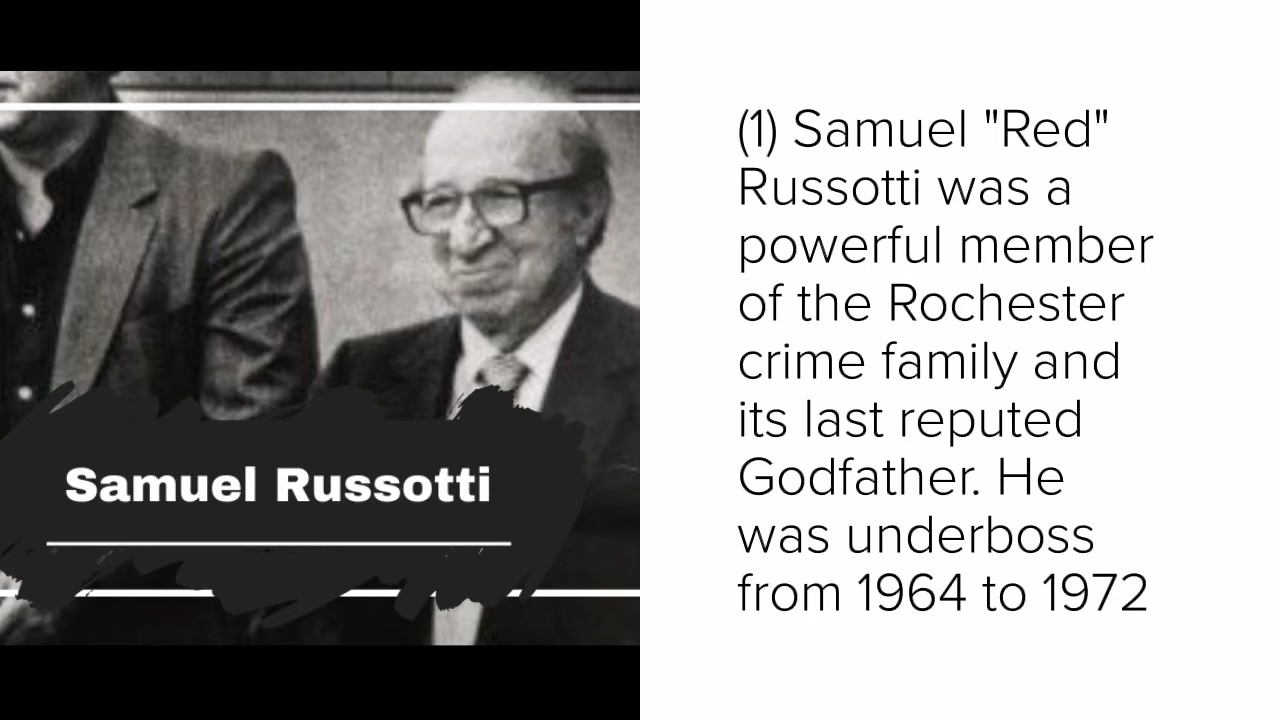 Samuel Russotti
(1) Samuel "Red"
Russotti was a
powerful member
of the Rochester
crime family and
its last reputed
Godfather. He
was underboss
from 1964 to 1972